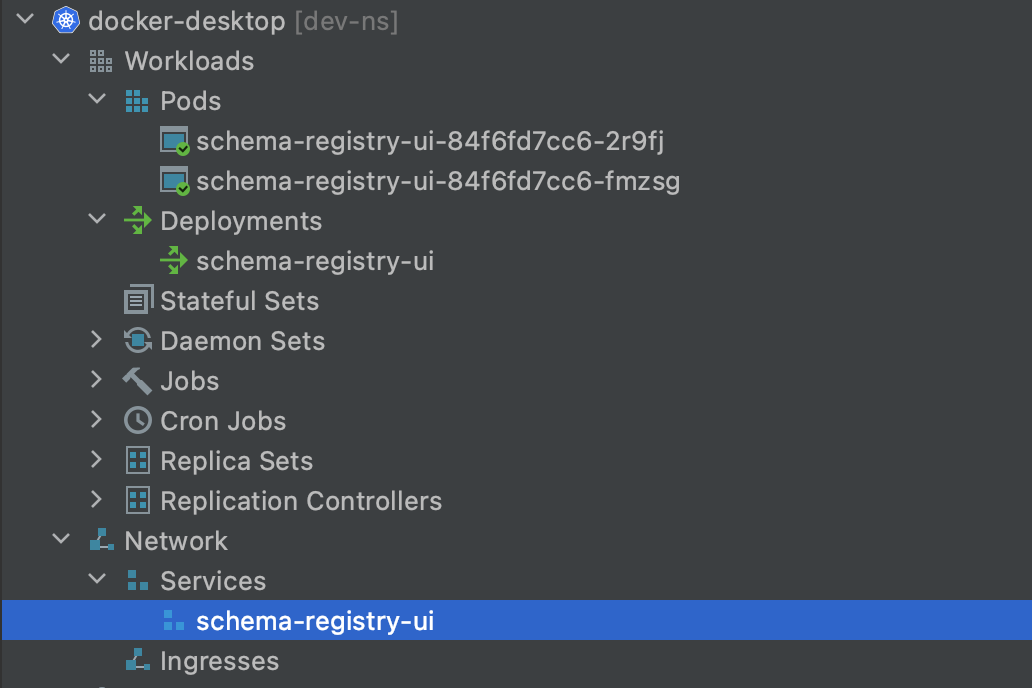 docker-desktop [dev-ns]
Workloads
Pods
schema-registry-ui-84f6fd7cc6-2r9fj
schema-registry-ui-84f6fd7cc6-fmzsg
Deployments
schema-registry-ui
Stateful Sets
Daemon Sets
Jobs
Cron Jobs
Replica Sets
Replication Controllers
Network
Services
schema-registry-ui
Ingresses